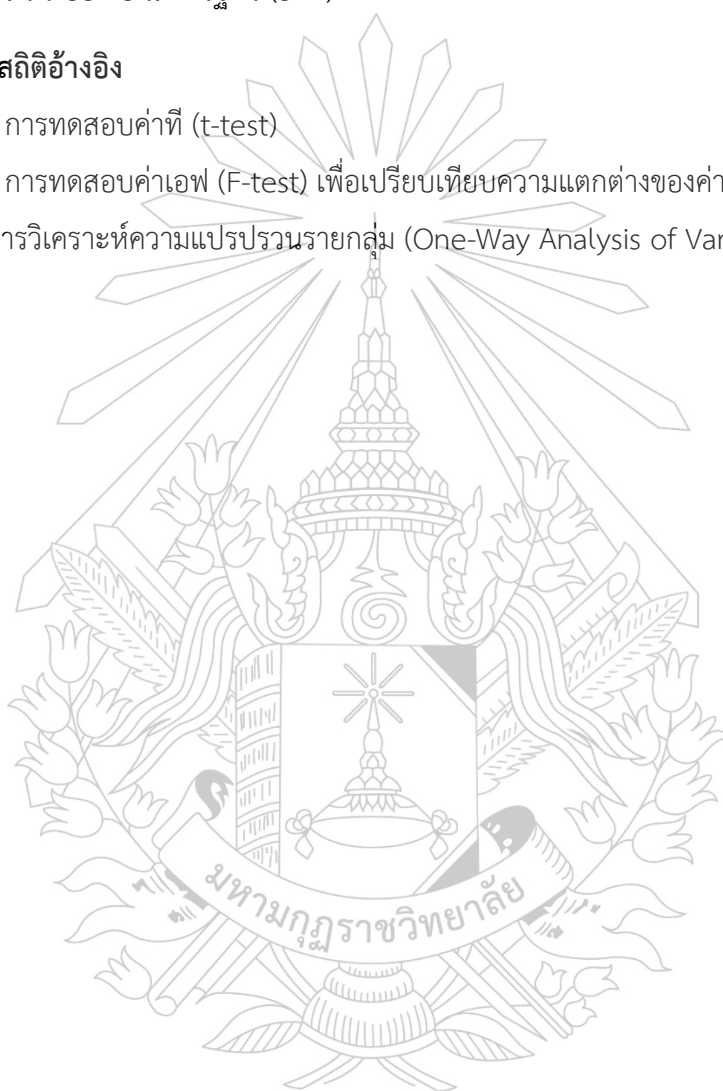 สถิติอ้างอิง
การทดสอบค่าที (t-test)
การทดสอบค่าเอฟ (F-test) เพื่อเปรียบเทียบความแตกต่างของค่า
ารวิเคราะห์ความแปรปรวนรายกลุ่ม (One-Way Analysis of Var
มหามกุฏราชวิทยาลัย